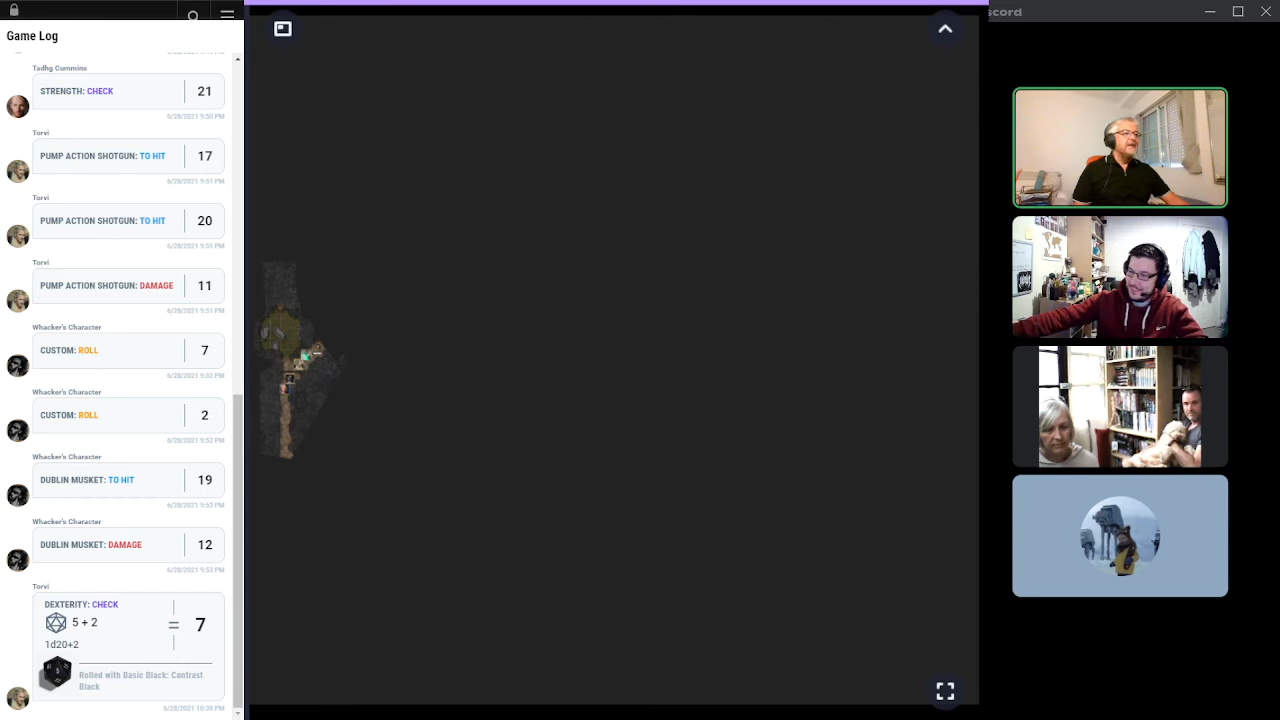 scord
Game Log
Tadhg Cummins
STRENGTH: CHECK
21
6/28/2021 9:50 PM
Torvi
PUMP ACTION SHOTGUN: TO HIT
17
6/28/2021 9:51 PM
Torvi
PUMP ACTION SHOTGUN: TO HIT
20
6/28/2021 9:51 PM
Torvi
PUMP ACTION SHOTGUN: DAMAGE
11
6/28/2021 9:51 PM
Whacker's Character
CUSTOM: ROLL
7
6/28/2021 9:52 PM
Whacker's Character
CUSTOM: ROLL
2
6/28/2021 9:52 PM
Whacker's Character
DUBLIN MUSKET: TO HIT
19
6/28/2021 9:53 PM
Whacker's Character
DUBLIN MUSKET: DAMAGE
12
6/28/2021 9:53 PM
Torvi
DEXTERITY: CHECK
5 + 2
= 7
1d20+2
Rolled with Basic Black: Contrast
Black
6/28/2021 10:38 PM